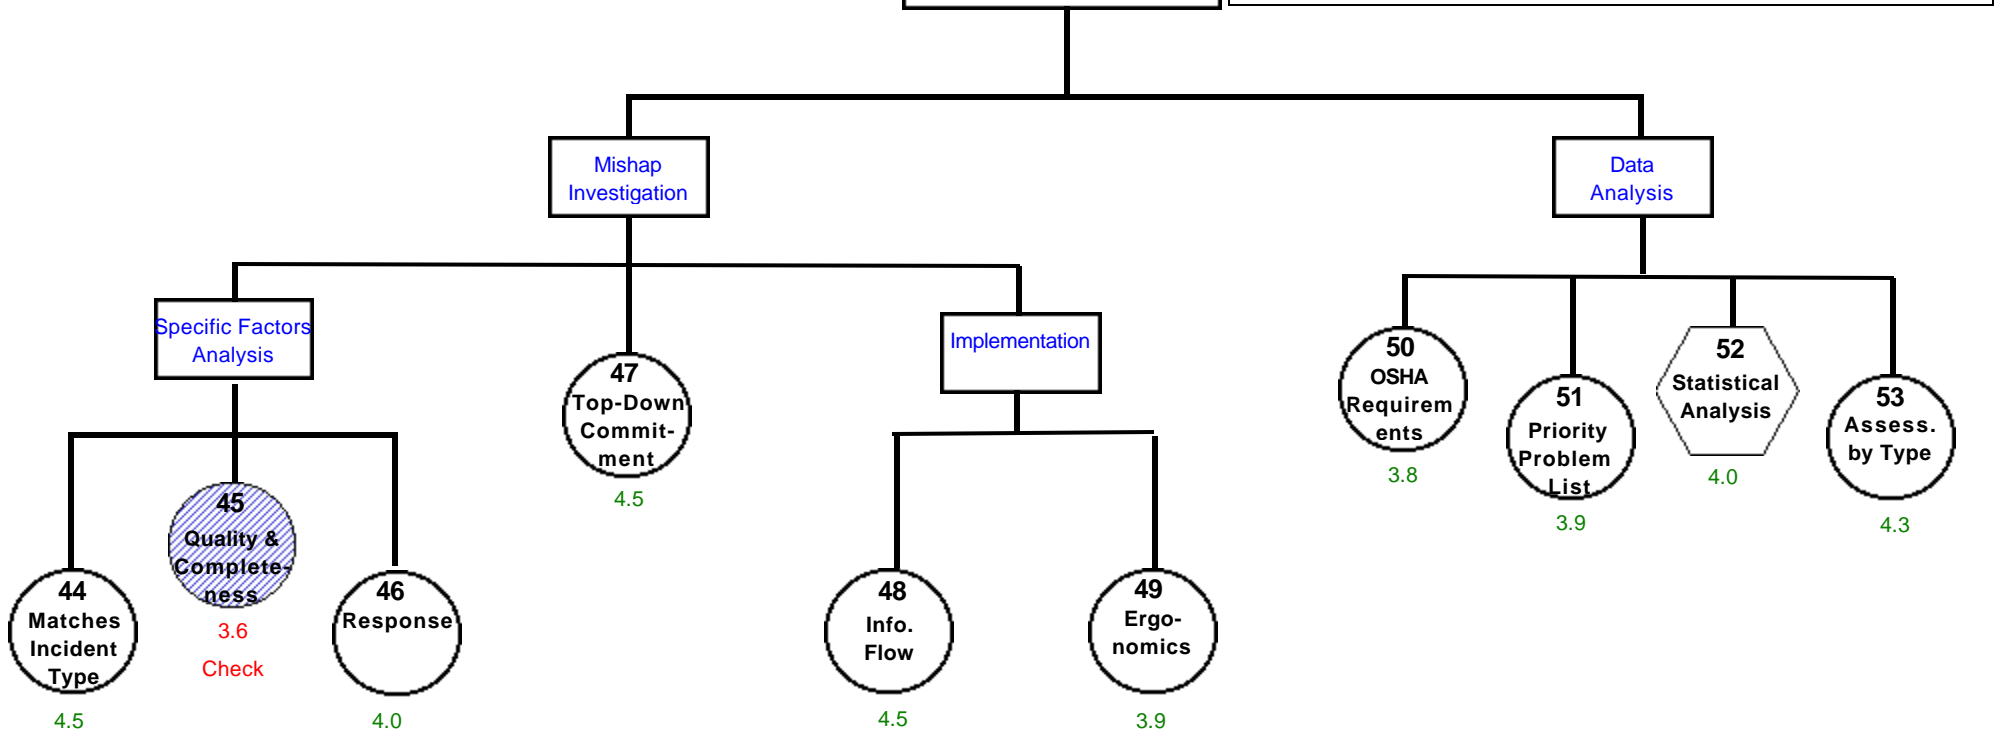 Mishap
Investigation
Data
Analysis
Specific Factors
Analysis
Implementation
47
Top-Down
Commit-
ment
4.5
50
OSHA
Requirem
ents
3.8
51
Priority
Problem
List
3.9
52
Statistical
Analysis
4.0
53
Assess.
by Type
4.3
44
Matches
Incident
Type
4.5
45
Quality &
Complete-
ness
3.6
Check
46
Response
4.0
48
Info.
Flow
4.5
49
Ergo-
nomics
3.9